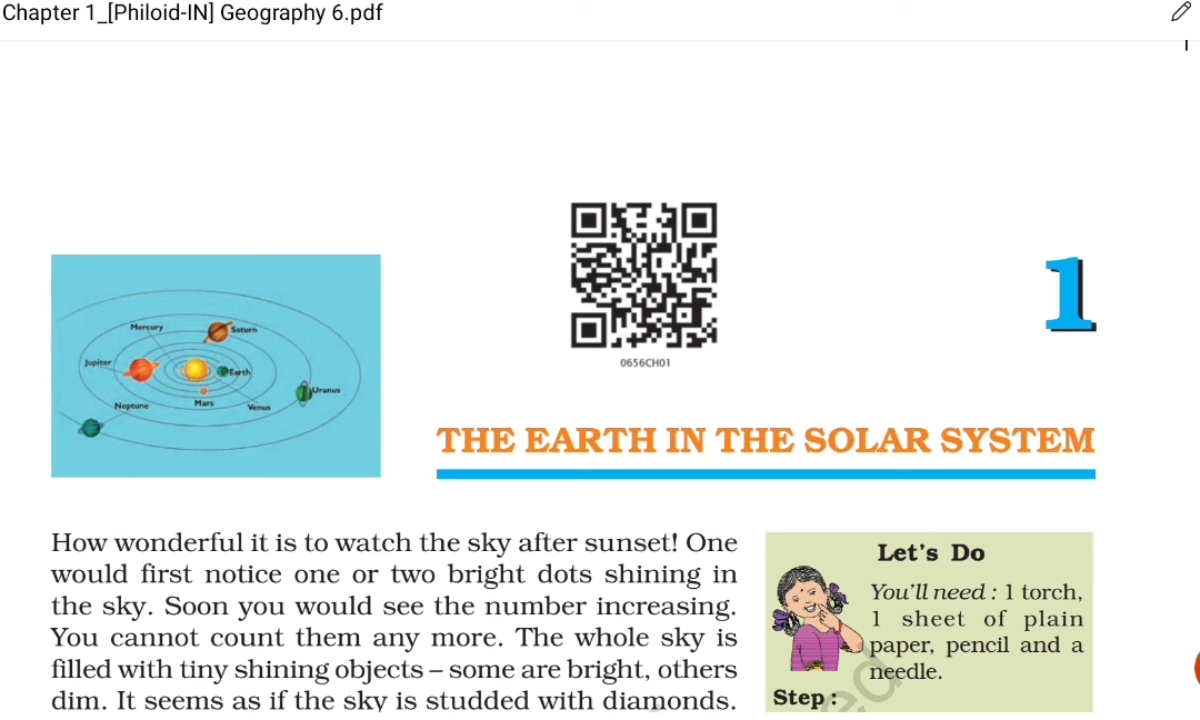 Chapter 1_[Philoid-IN] Geography 6.pdf
Mercury
Saturn
Jupiter
Earth
Uranus
Neptune
Mars
Venus
0656CH01
1
THE EARTH IN THE SOLAR SYSTEM
How wonderful it is to watch the sky after sunset! One
would first notice one or two bright dots shining in
the sky. Soon you would see the number increasing.
You cannot count them any more. The whole sky is
filled with tiny shining objects – some are bright, others
dim. It seems as if the sky is studded with diamonds.
Let's Do
You'll need : 1 torch,
1 sheet of plain
paper, pencil and a
needle.
Step :